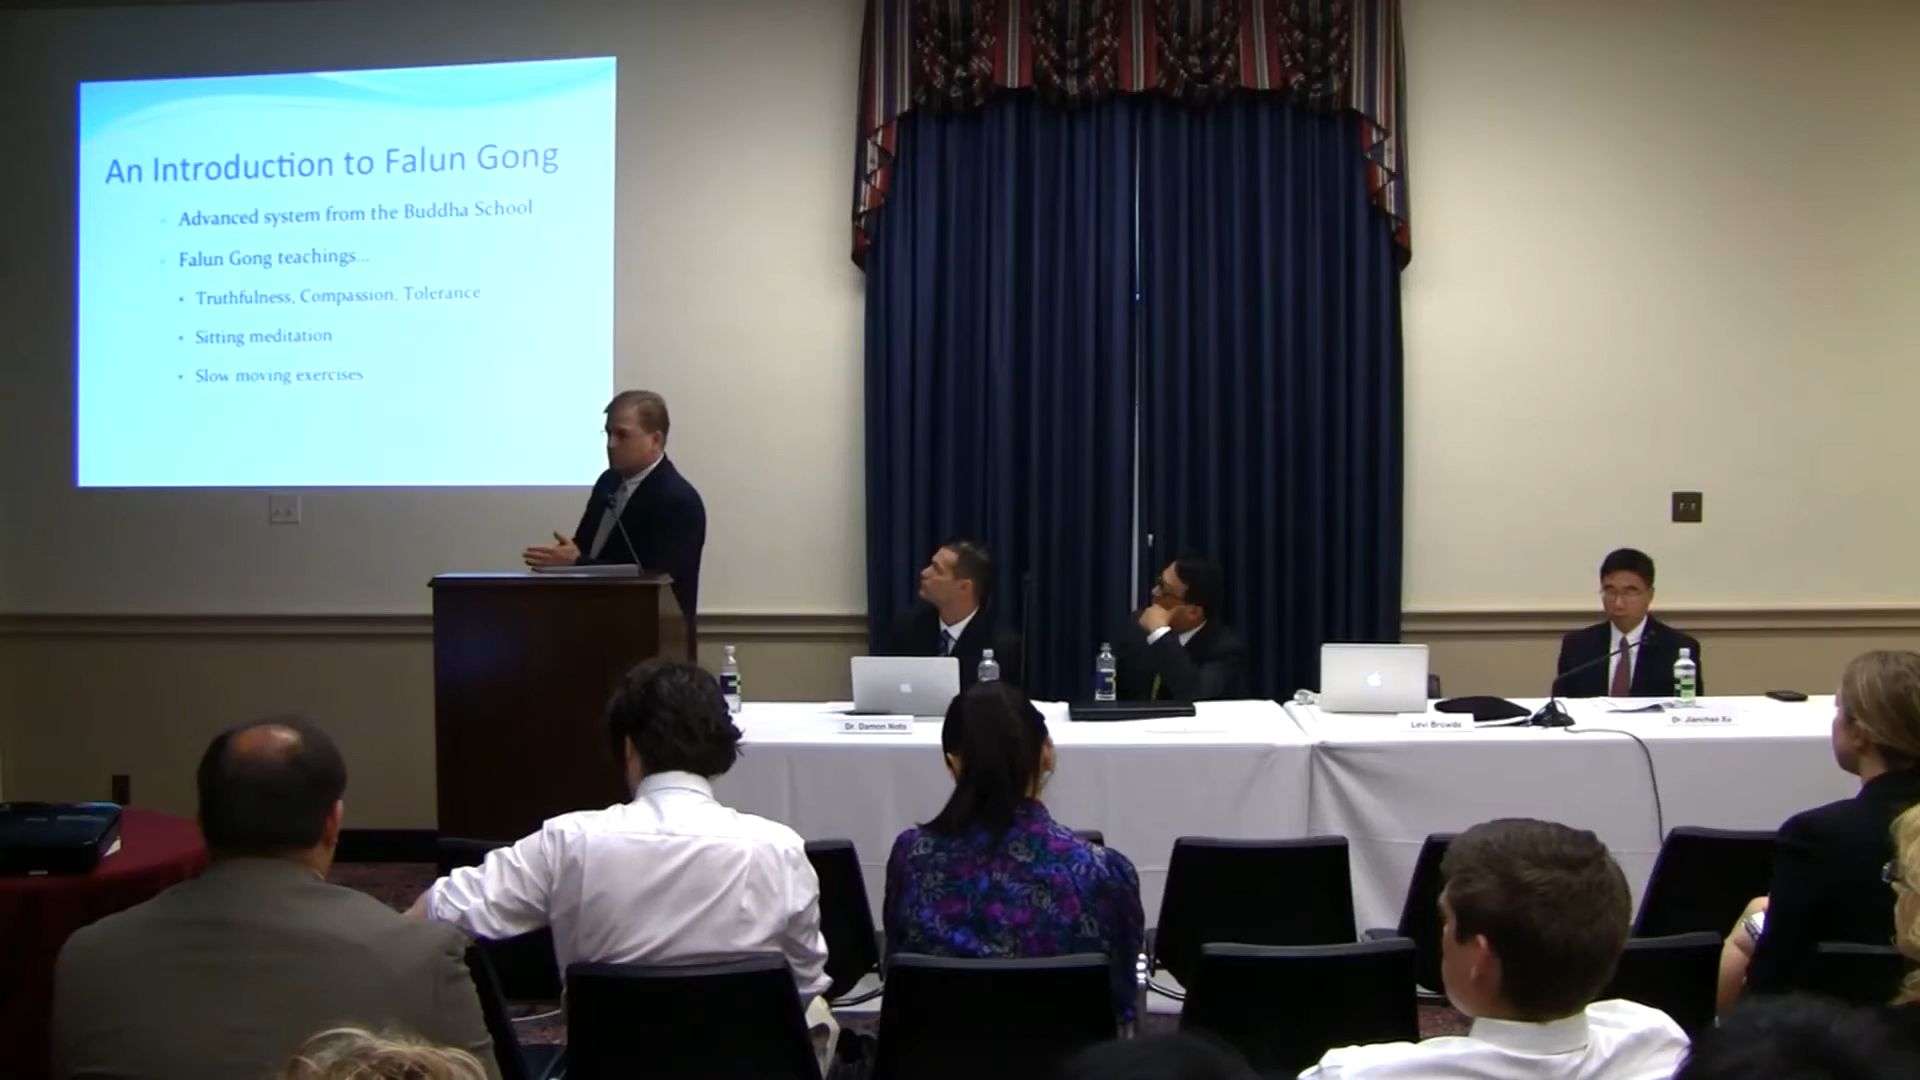 An Introduction to Falun Gong
Advanced system from the Buddha School
Falun Gong teachings...
• Truthfulness, Compassion, Tolerance
• Sitting meditation
• Slow moving exercises
Dr. Damon Noto
Levi Browde
Dr. Jianchao Xu